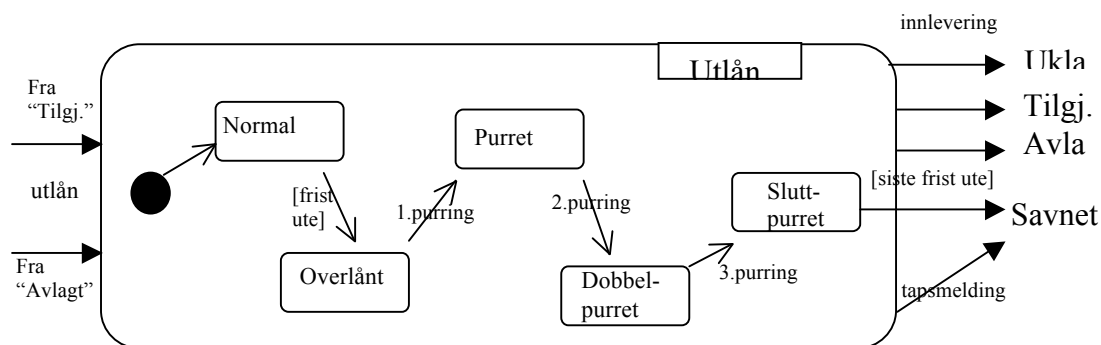 innlevering
Utlån
Ukla
Fra
“Tilgj.”
Tilgj.
Normal
Purret
Avla
[siste frist ute]
utlån
[frist
ute]
1.purring
2.purring
Slutt-
purret
Savnet
Fra
“Avlagt”
Overlånt
Dobbel-
purret
3.purring
tapsmelding